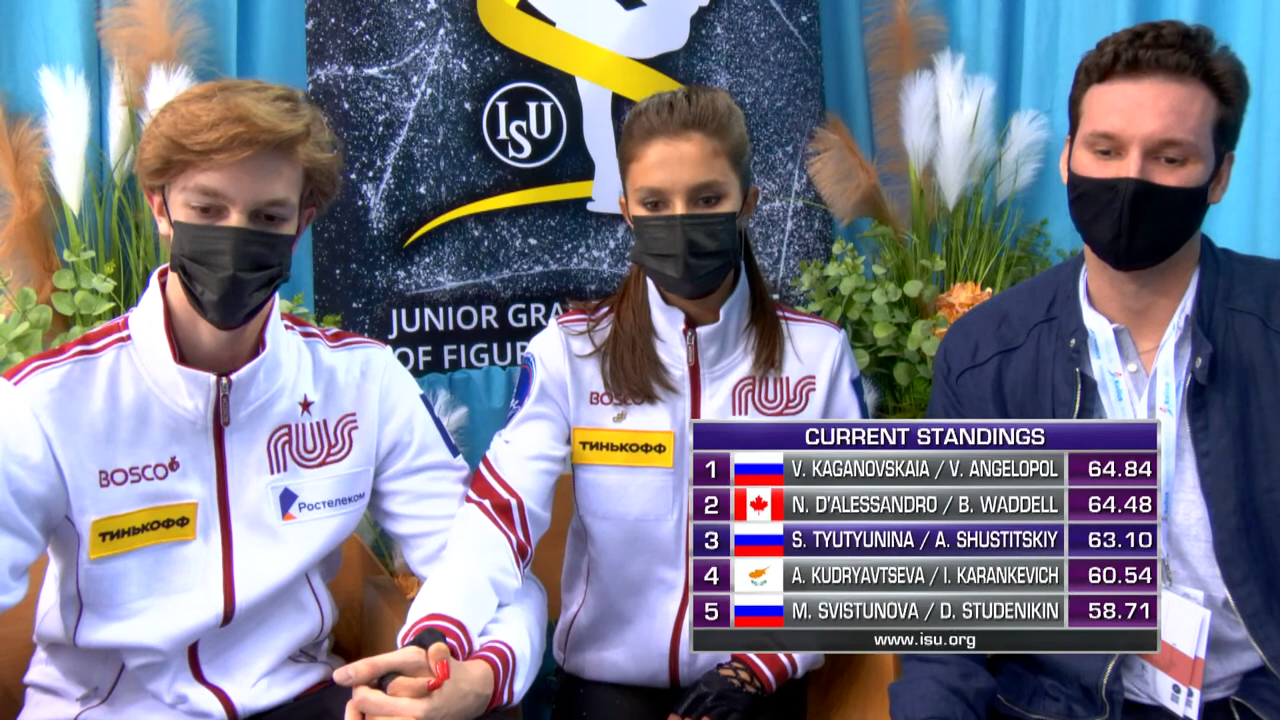 ISU
JUNIOR GRA
OF FIGUR
BOSCO
RUS
ТИНЬКОФФ
Ростелеком
BOSCO
RUS
ТИНЬКОФФ
CURRENT STANDINGS
1 V. KAGANOVSKAIA / V. ANGELOPOL 64.84
2 N. D'ALESSANDRO / B. WADDELL 64.48
3 S. TYUTYUNINA / A. SHUSTITSKIY 63.10
4 A. KUDRYAVTSEVA / I. KARANKEVICH 60.54
5 M. SVISTUNOVA / D. STUDENIKIN 58.71
www.isu.org